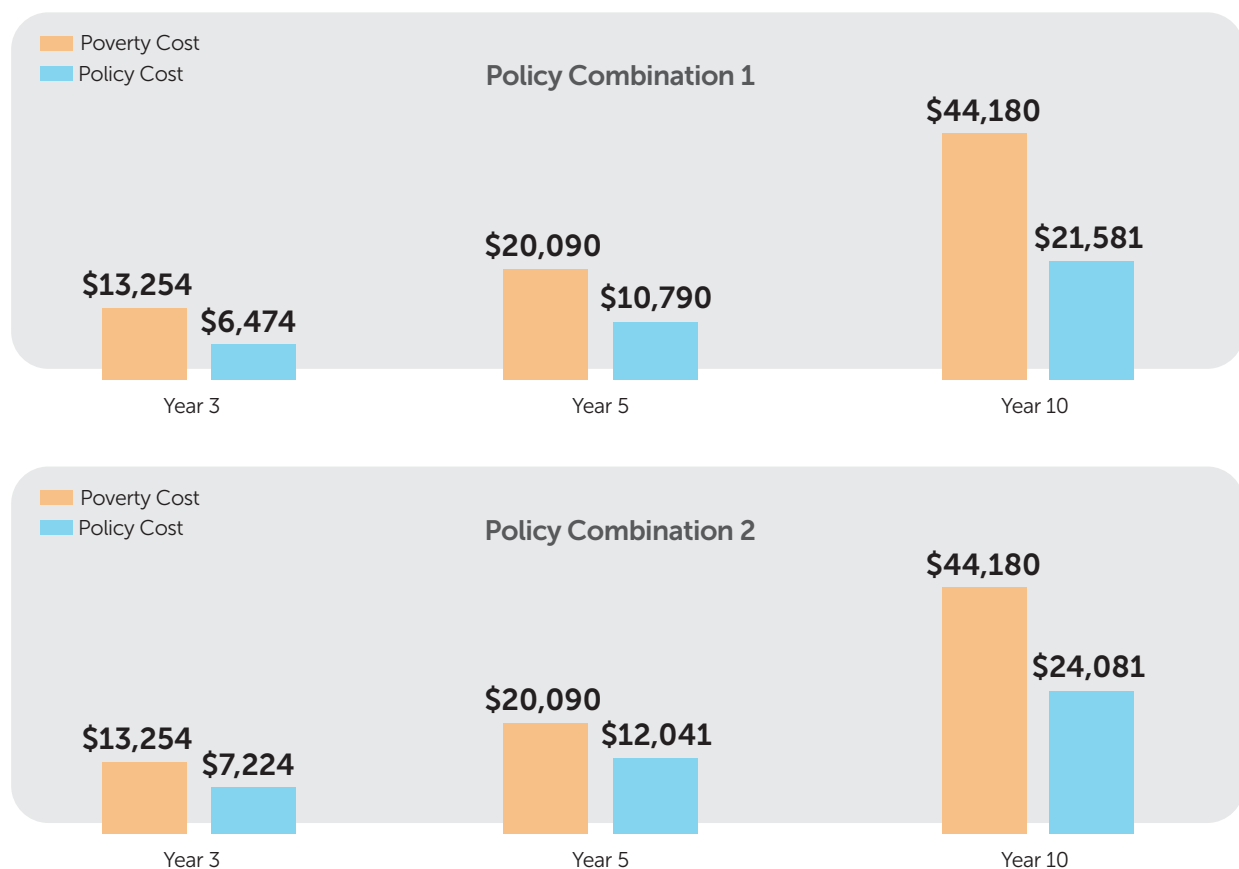 Poverty Cost
Policy Cost
Policy Combination 1
$44,180
$21,581
$20,090
$10,790
$13,254
$6,474
Year 3
Year 5
Year 10
Poverty Cost
Policy Cost
Policy Combination 2
$44,180
$24,081
$20,090
$12,041
$13,254
$7,224
Year 3
Year 5
Year 10